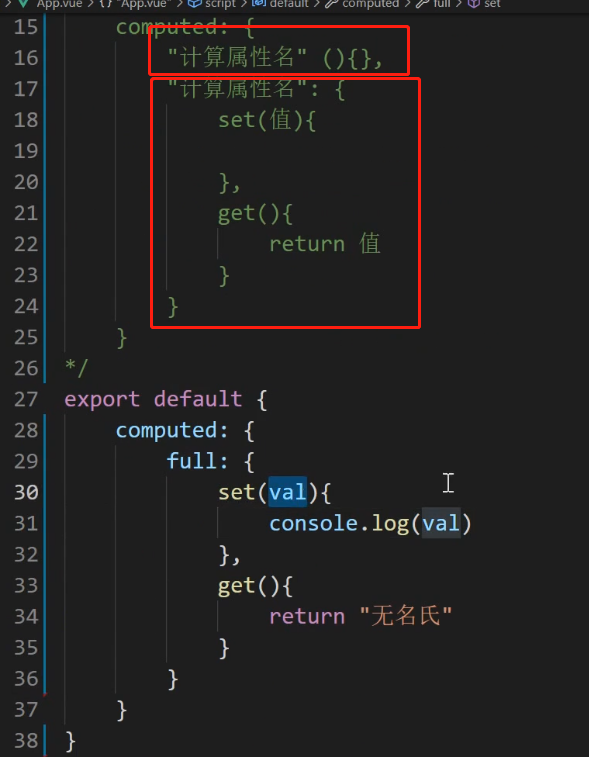 App.vue > {} "App.vue" > script > default > computed > full > set
15 computed: {
16 "计算属性名" (){},
17 "计算属性名": {
18 set(值){
19
20 },
21 get(){
22 return 值
23 }
24 }
25 }
26 */
27 export default {
28 computed: {
29 full: {
30 set(val){
31 console.log(val)
32 },
33 get(){
34 return "无名氏"
35 }
36 }
37 }
38 }